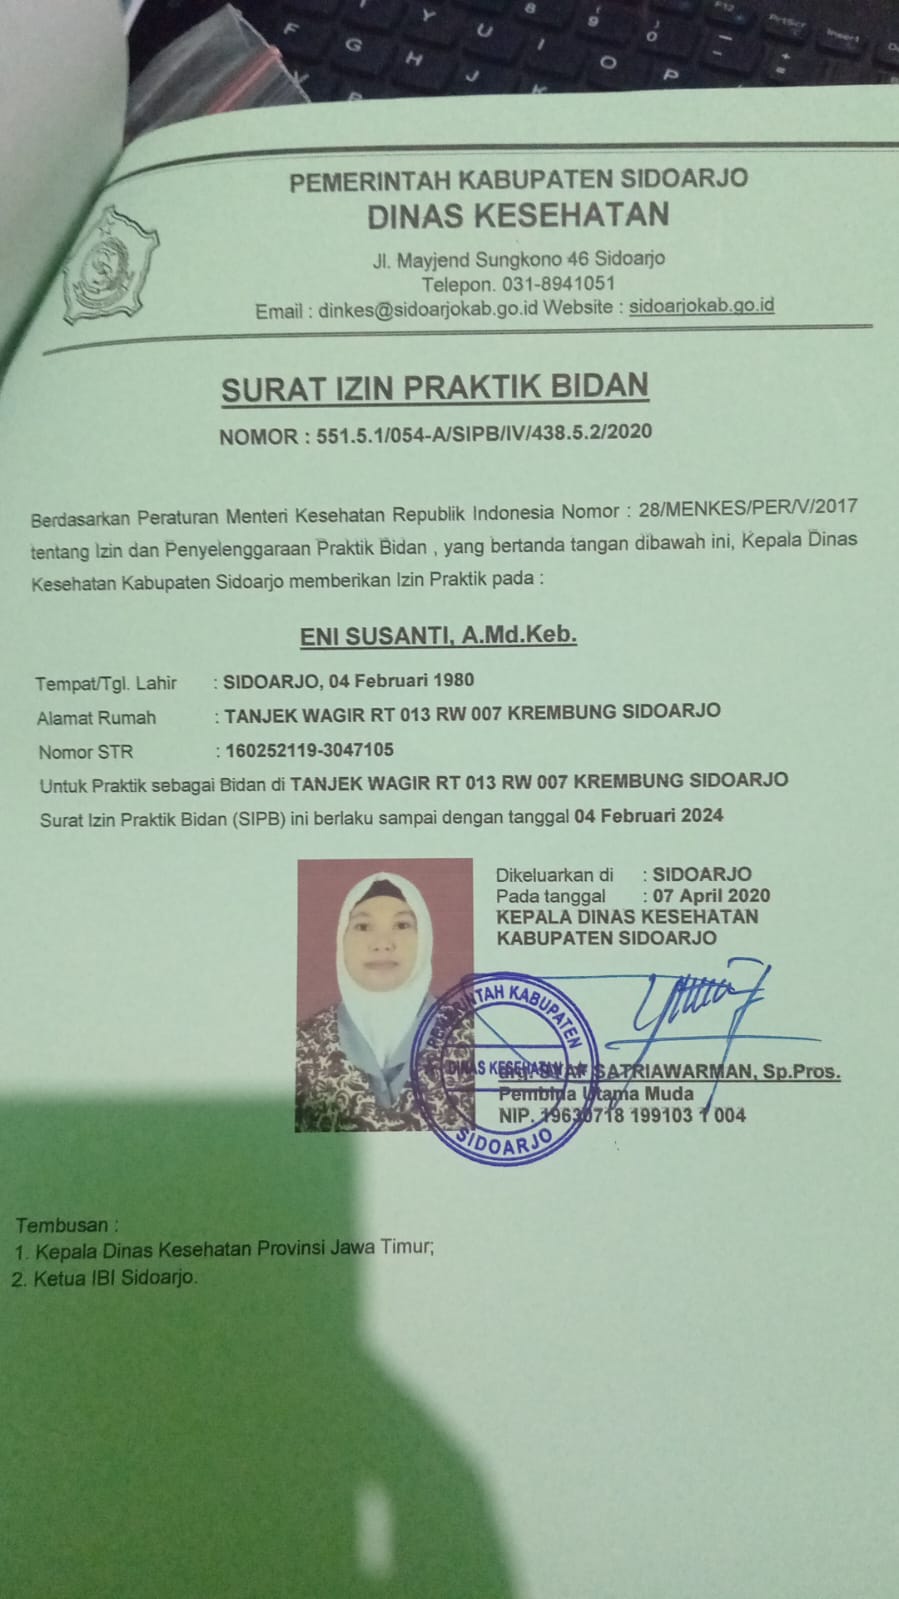 PEMERINTAH KABUPATEN SIDOARJO
DINAS KESEHATAN
Jl. Mayjend Sungkono 46 Sidoarjo
Telepon. 031-8941051
Email : dinkes@sidoarjokab.go.id Website : sidoarjokab.go.id
SURAT IZIN PRAKTIK BIDAN
NOMOR : 551.5.1/054-A/SIPB/IV/438.5.2/2020
Berdasarkan Peraturan Menteri Kesehatan Republik Indonesia Nomor : 28/MENKES/PER/V/2017
tentang Izin dan Penyelenggaraan Praktik Bidan , yang bertanda tangan dibawah ini, Kepala Dinas
Kesehatan Kabupaten Sidoarjo memberikan Izin Praktik pada :
ENI SUSANTI, A.Md.Keb.
Tempat/Tgl. Lahir : SIDOARJO, 04 Februari 1980
Alamat Rumah : TANJEK WAGIR RT 013 RW 007 KREMBUNG SIDOARJO
Nomor STR : 160252119-3047105
Untuk Praktik sebagai Bidan di TANJEK WAGIR RT 013 RW 007 KREMBUNG SIDOARJO
Surat Izin Praktik Bidan (SIPB) ini berlaku sampai dengan tanggal 04 Februari 2024
Dikeluarkan di : SIDOARJO
Pada tanggal : 07 April 2020
KEPALA DINAS KESEHATAN
KABUPATEN SIDOARJO
PEMERINTAH KABUPATEN
DINAS KESEHATAN
SIDOARJO
SATRIAWARMAN, Sp.Pros.
Pembina Utama Muda
NIP. 19630718 199103 1 004
Tembusan :
1. Kepala Dinas Kesehatan Provinsi Jawa Timur;
2. Ketua IBI Sidoarjo.